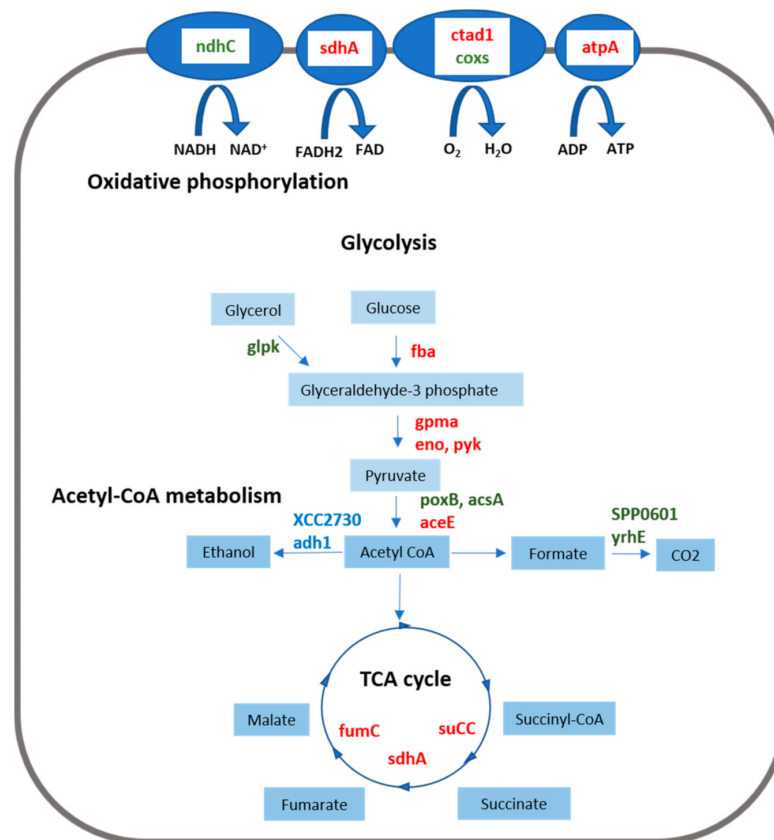 ndhC
sdhA
ctad1
coxs
atpA
NADH NAD⁺
FADH2 FAD
O₂ H₂O
ADP ATP
Oxidative phosphorylation
Glycolysis
Glycerol
Glucose
glpk
fba
Glyceraldehyde-3 phosphate
gpma
eno, pyk
Pyruvate
Acetyl-CoA metabolism
poxB, acsA
aceE
XCC2730
adh1
SPP0601
yrhE
Ethanol
Acetyl CoA
Formate
CO2
TCA cycle
Malate
fumC
suCC
Succinyl-CoA
sdhA
Fumarate
Succinate